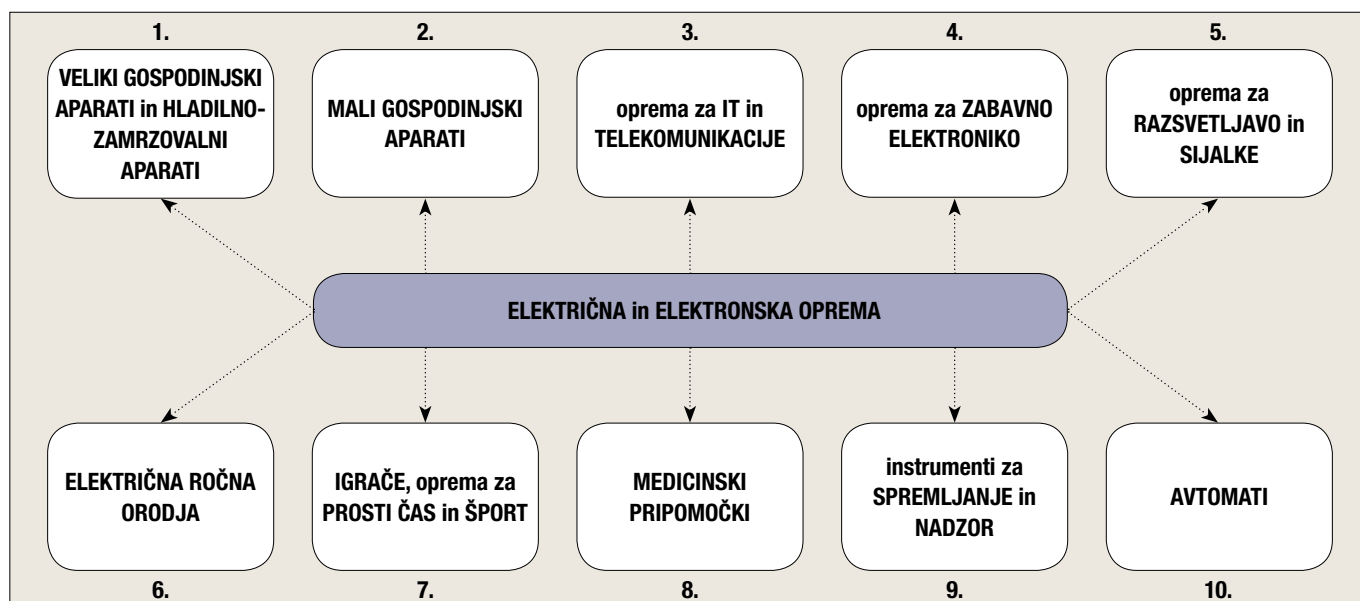 1.
VELIKI GOSPODINJSKI
APARATI in HLADILNO-
ZAMRZOVALNI
APARATI
2.
MALI GOSPODINJSKI
APARATI
3.
oprema za IT in
TELEKOMUNIKACIJE
4.
oprema za ZABAVNO
ELEKTRONIKO
5.
oprema za
RAZSVETLJAVO in
SIJALKE
ELEKTRIČNA in ELEKTRONSKA OPREMA
ELEKTRIČNA ROČNA
ORODJA
6.
IGRAČE, oprema za
PROSTI ČAS in ŠPORT
7.
MEDICINSKI
PRIPOMOČKI
8.
instrumenti za
SPREMLJANJE in
NADZOR
9.
AVTOMATI
10.